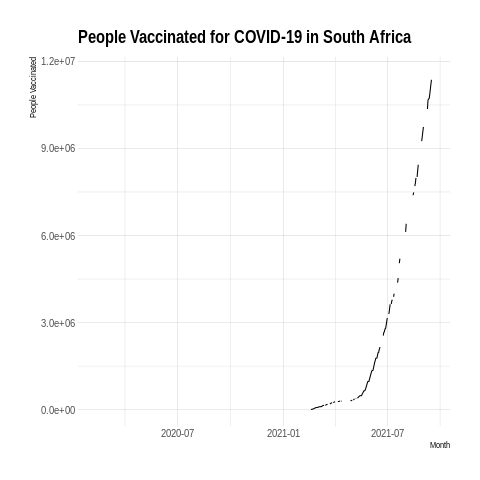 People Vaccinated for COVID-19 in South Africa
People Vaccinated
1.2e+07
9.0e+06
6.0e+06
3.0e+06
0.0e+00
2020-07 2021-01 2021-07
Month